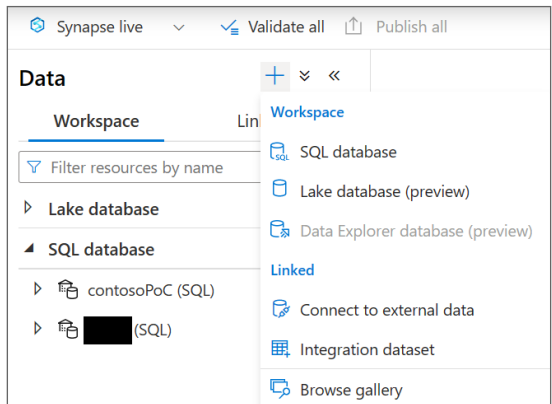 Synapse live Validate all Publish all
Data
Workspace Lin
Filter resources by name
Lake database
SQL database
contosoPoC (SQL)
(SQL)
Workspace
SQL database
Lake database (preview)
Data Explorer database (preview)
Linked
Connect to external data
Integration dataset
Browse gallery